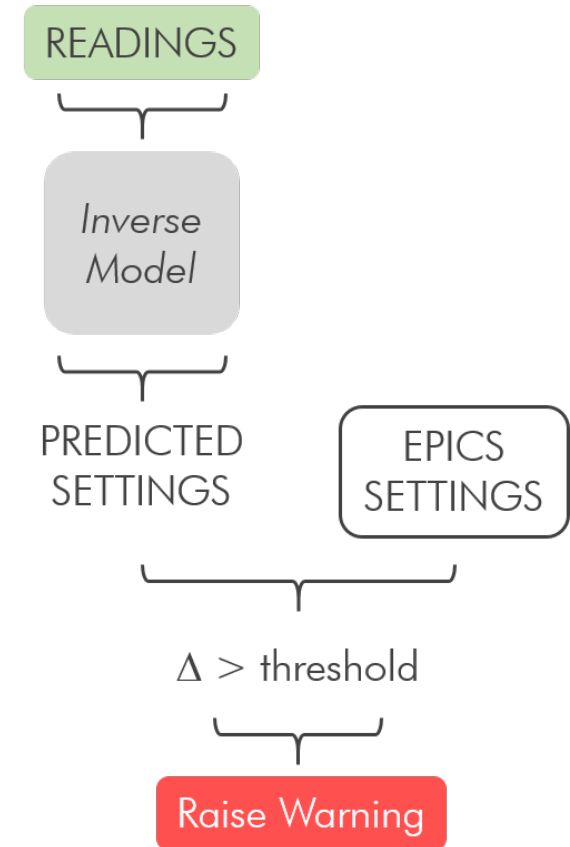 READINGS
Inverse
Model
PREDICTED
SETTINGS
EPICS
SETTINGS
Δ > threshold
Raise Warning